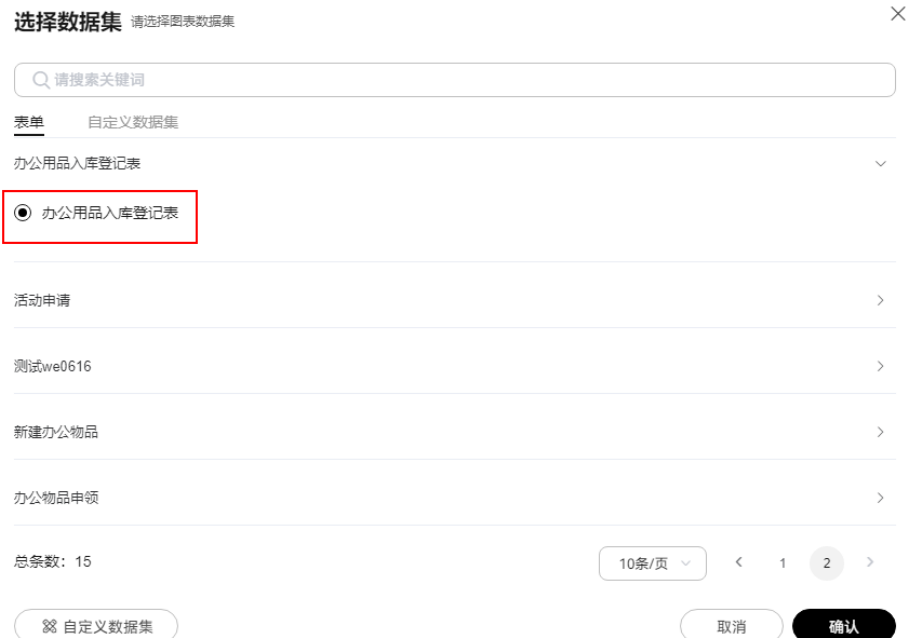 选择数据集 请选择图表数据集
请搜索关键词
表单 自定义数据集
办公用品入库登记表
办公用品入库登记表
活动申请
测试we0616
新建办公物品
办公物品申领
总条数：15 10条/页 1 2
自定义数据集 取消 确认